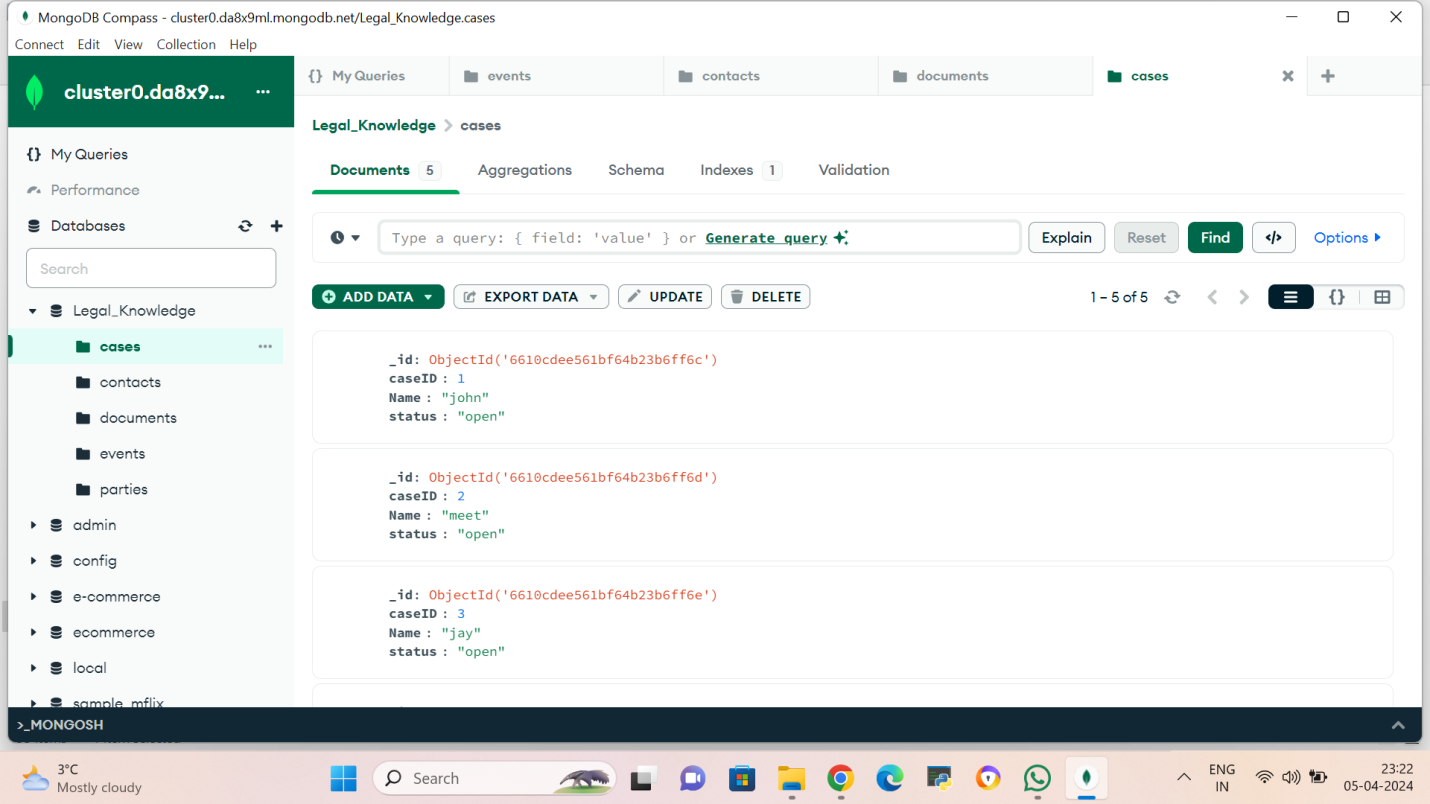 MongoDB Compass - cluster0.da8x9ml.mongodb.net/Legal_Knowledge.cases
Connect Edit View Collection Help
cluster0.da8x9... ...
{} My Queries
events
contacts
documents
cases
My Queries
Performance
Databases
Search
Legal_Knowledge
cases
contacts
documents
events
parties
admin
config
e-commerce
ecommerce
local
sample_mflix
Legal_Knowledge > cases
Documents 5 Aggregations Schema Indexes 1 Validation
Type a query: { field: 'value' } or Generate query
Explain Reset Find </> Options
ADD DATA EXPORT DATA UPDATE DELETE
1 – 5 of 5
{}
_id: ObjectId('6610cdee561bf64b23b6ff6c')
caseID : 1
Name : "john"
status : "open"
_id: ObjectId('6610cdee561bf64b23b6ff6d')
caseID : 2
Name : "meet"
status : "open"
_id: ObjectId('6610cdee561bf64b23b6ff6e')
caseID : 3
Name : "jay"
status : "open"
>_MONGOSH
3°C
Mostly cloudy
Search
ENG
IN
23:22
05-04-2024